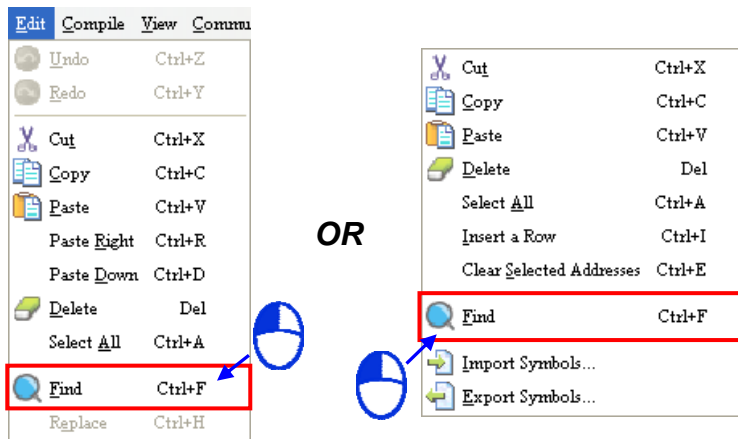 Edit Compile View Commu
Undo Ctrl+Z
Redo Ctrl+Y
Cut Ctrl+X
Copy Ctrl+C
Paste Ctrl+V
Paste Right Ctrl+R
Paste Down Ctrl+D
Delete Del
Select All Ctrl+A
Find Ctrl+F
Replace Ctrl+H
OR
Cut Ctrl+X
Copy Ctrl+C
Paste Ctrl+V
Delete Del
Select All Ctrl+A
Insert a Row Ctrl+I
Clear Selected Addresses Ctrl+E
Find Ctrl+F
Import Symbols...
Export Symbols...